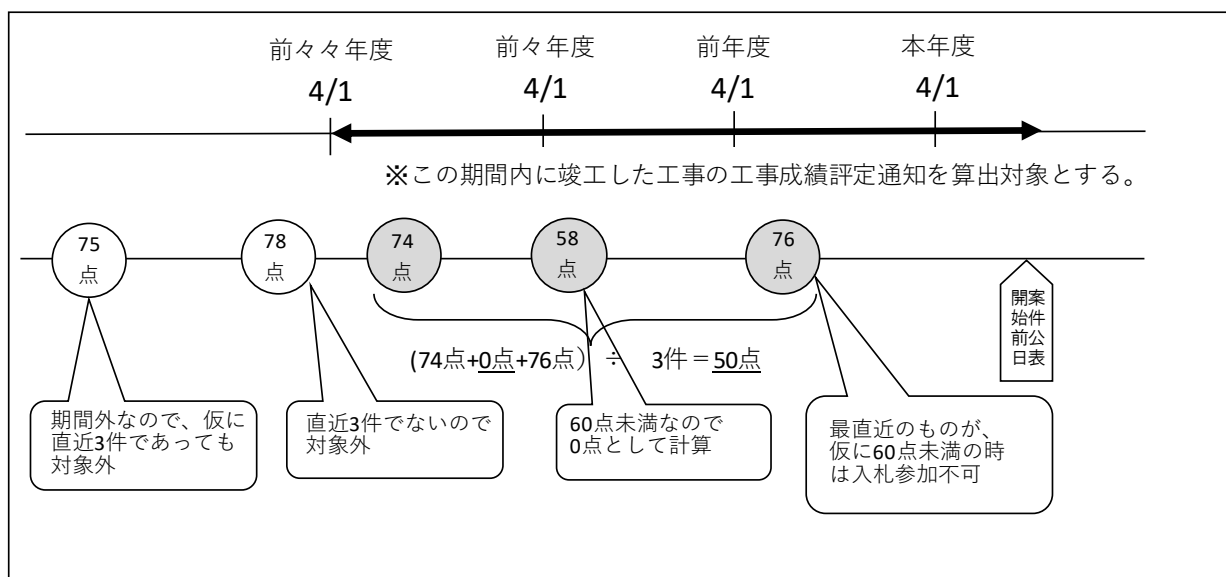 前々々年度
前々年度
前年度
本年度
4/1
4/1
4/1
4/1
※この期間内に竣工した工事の工事成績評定通知を算出対象とする。
75
点
78
点
74
点
58
点
76
点
案件公表
開始前日
(74点+0点+76点） ÷ 3件＝50点
期間外なので、仮に
直近3件であっても
対象外
直近3件でないので
対象外
60点未満なので
0点として計算
最直近のものが、
仮に60点未満の時
は入札参加不可